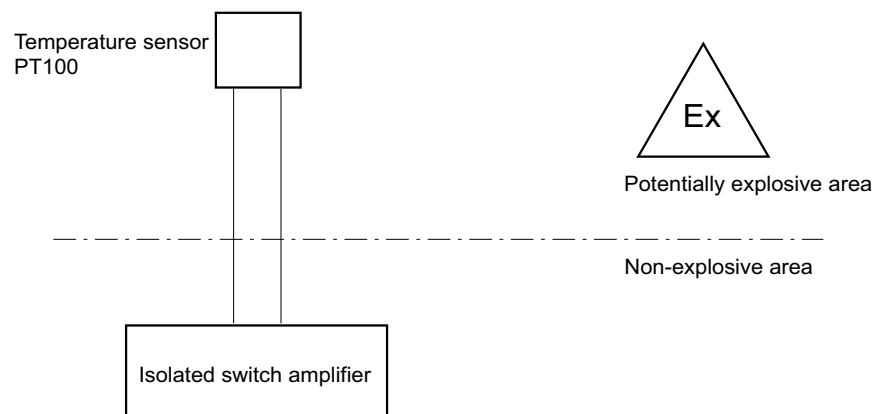 Temperature sensor
PT100
Ex
Potentially explosive area
Non-explosive area
Isolated switch amplifier